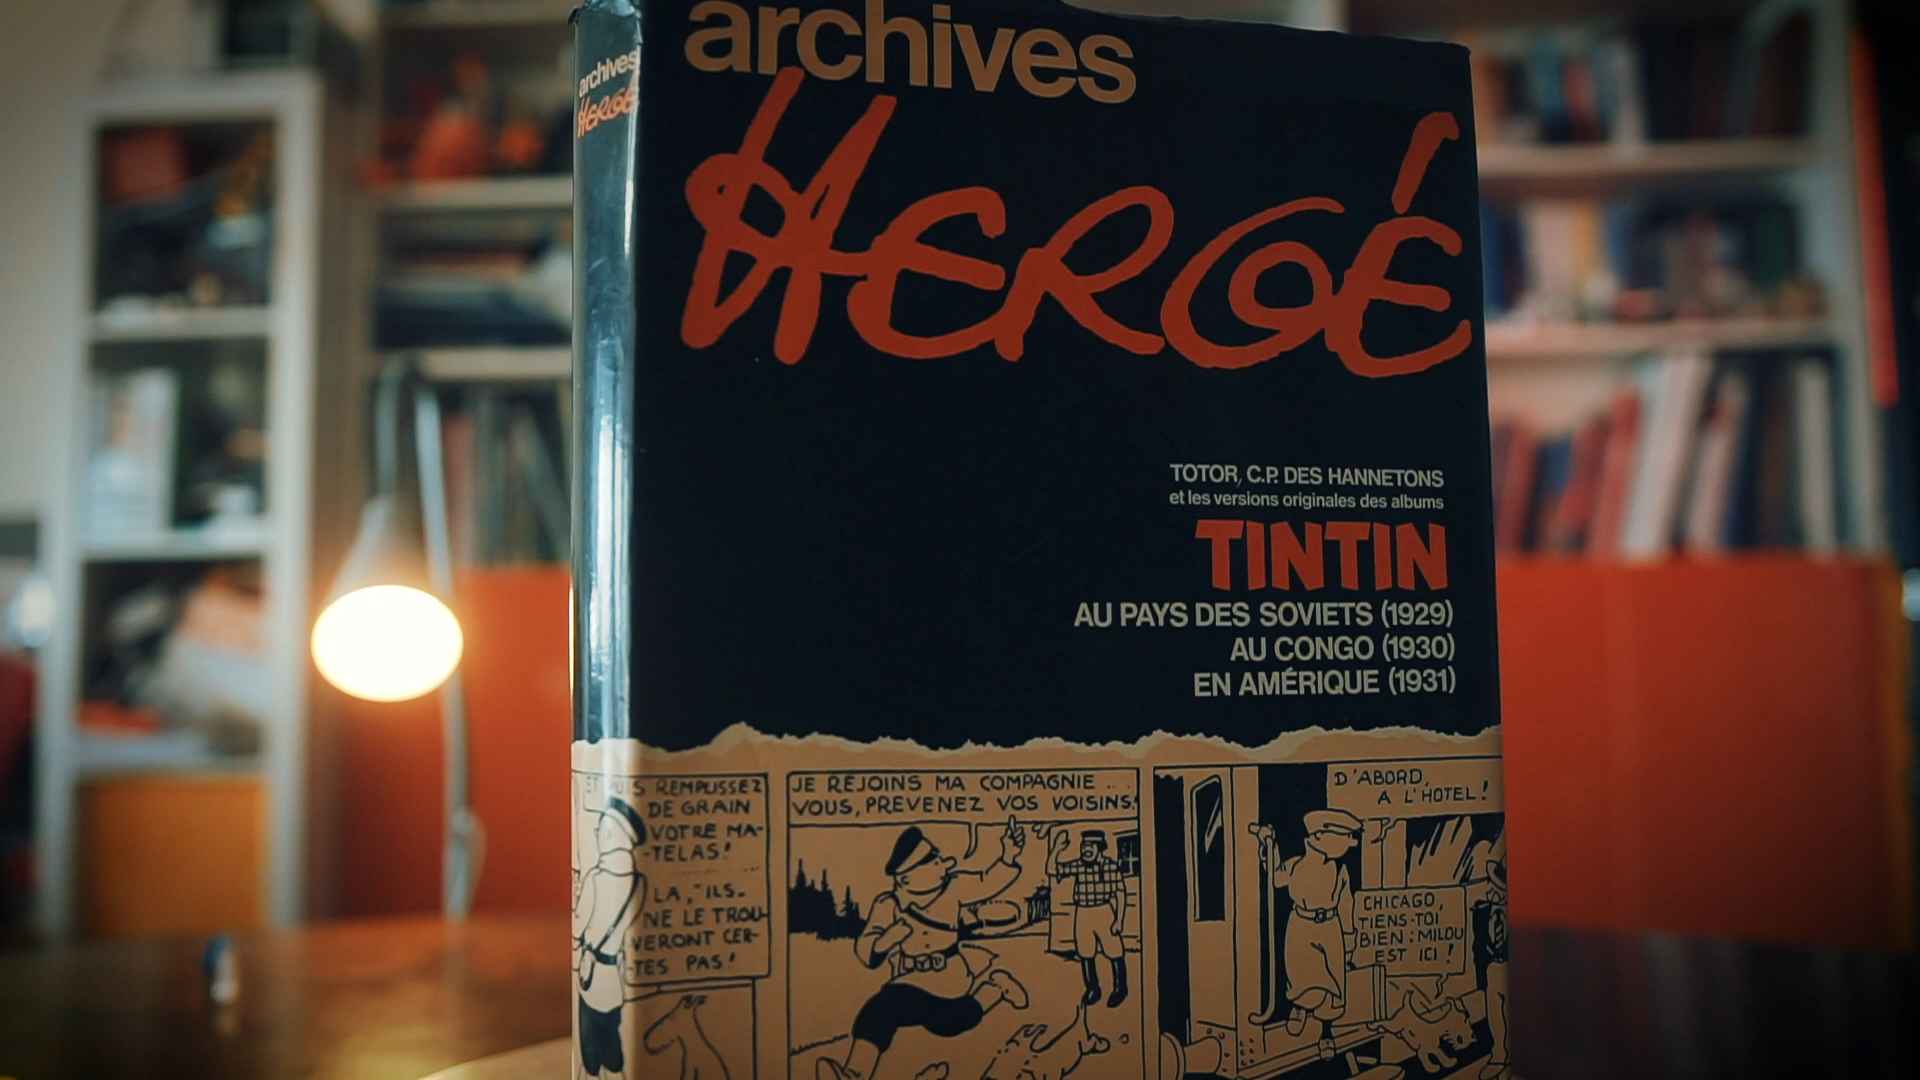 archives
HERGÉ
archives
HERGÉ
TOTOR, C.P. DES HANNETONS
et les versions originales des albums
TINTIN
AU PAYS DES SOVIETS (1929)
AU CONGO (1930)
EN AMÉRIQUE (1931)
REMPLISSEZ
DE GRAIN
VOTRE MA-
-TELAS!
LA, ILS-
NE LE TROU-
VERONT CER-
-TES PAS!
JE REJOINS MA COMPAGNIE ...
VOUS, PREVENEZ VOS VOISINS!
D'ABORD,
A L'HOTEL!
CHICAGO,
TIENS-TOI
BIEN: MILOU
EST ICI!